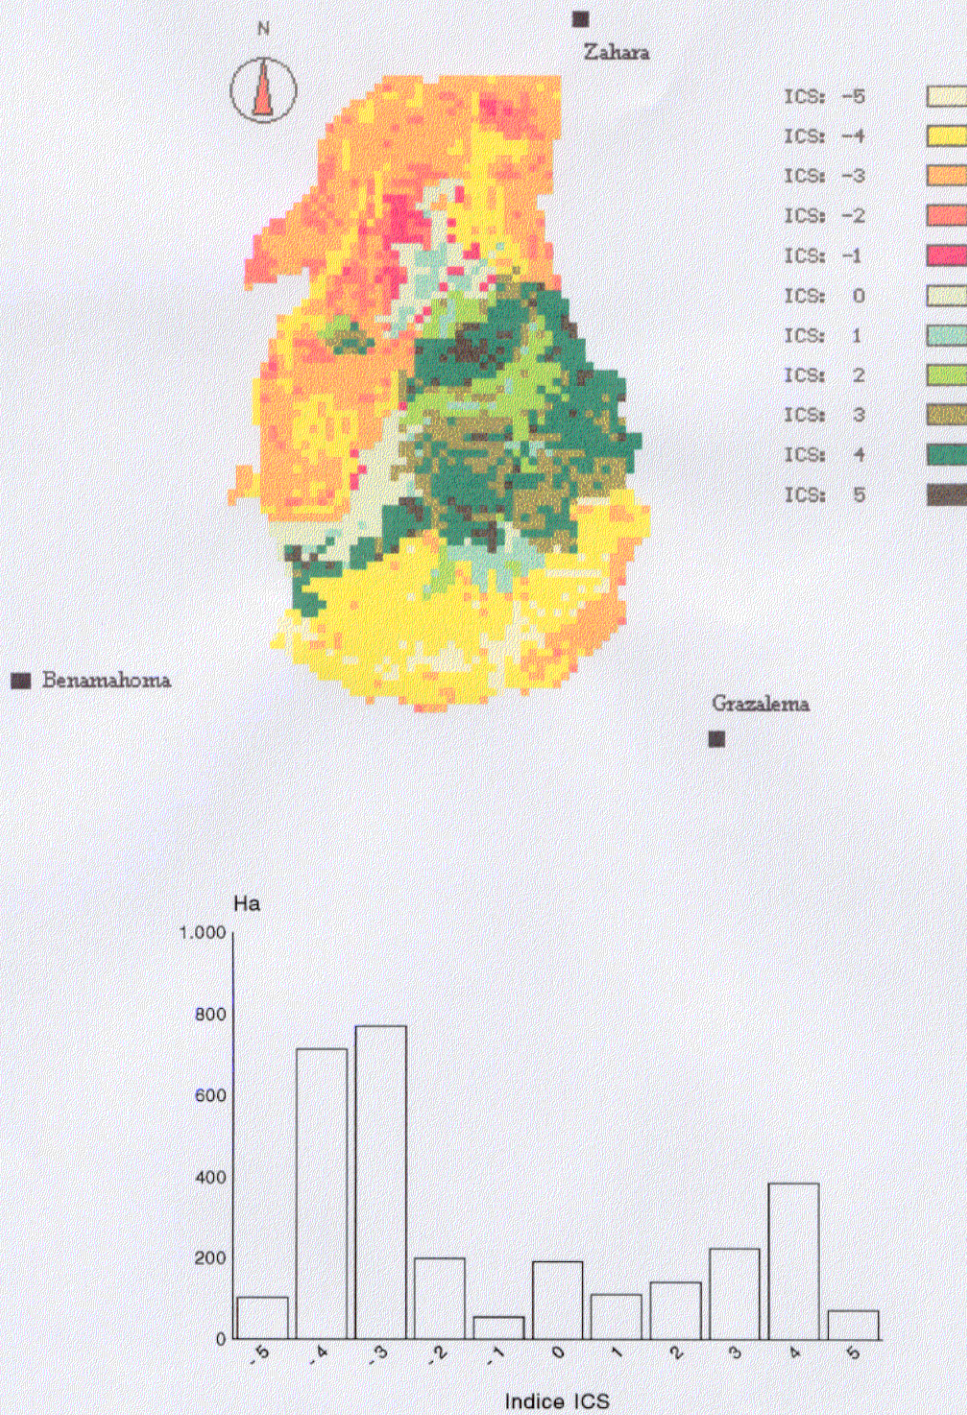 N
Zahara
ICS: -5
ICS: -4
ICS: -3
ICS: -2
ICS: -1
ICS: 0
ICS: 1
ICS: 2
ICS: 3
ICS: 4
ICS: 5
Benamahoma
Grazalema
Ha
1.000
800
600
400
200
0
-5 -4 -3 -2 -1 0 1 2 3 4 5
Indice ICS